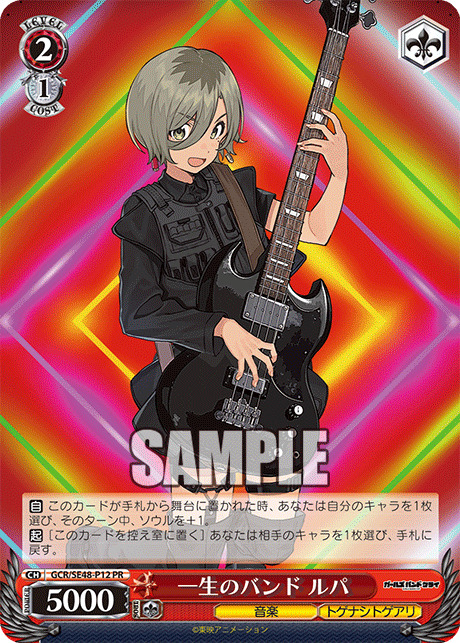 LEVEL
2
1
COST
SAMPLE
自 このカードが手札から舞台に置かれた時、あなたは自分のキャラを1枚
選び、そのターン中、ソウルを+1。
起 [このカードを控え室に置く] あなたは相手のキャラを1枚選び、手札に
戻す。
CH GCR/SE48-P12 PR
一生のバンド ルパ
POWER
5000
SOUL
音楽
トゲナシトゲアリ
ガールズバンドクライ
©東映アニメーション